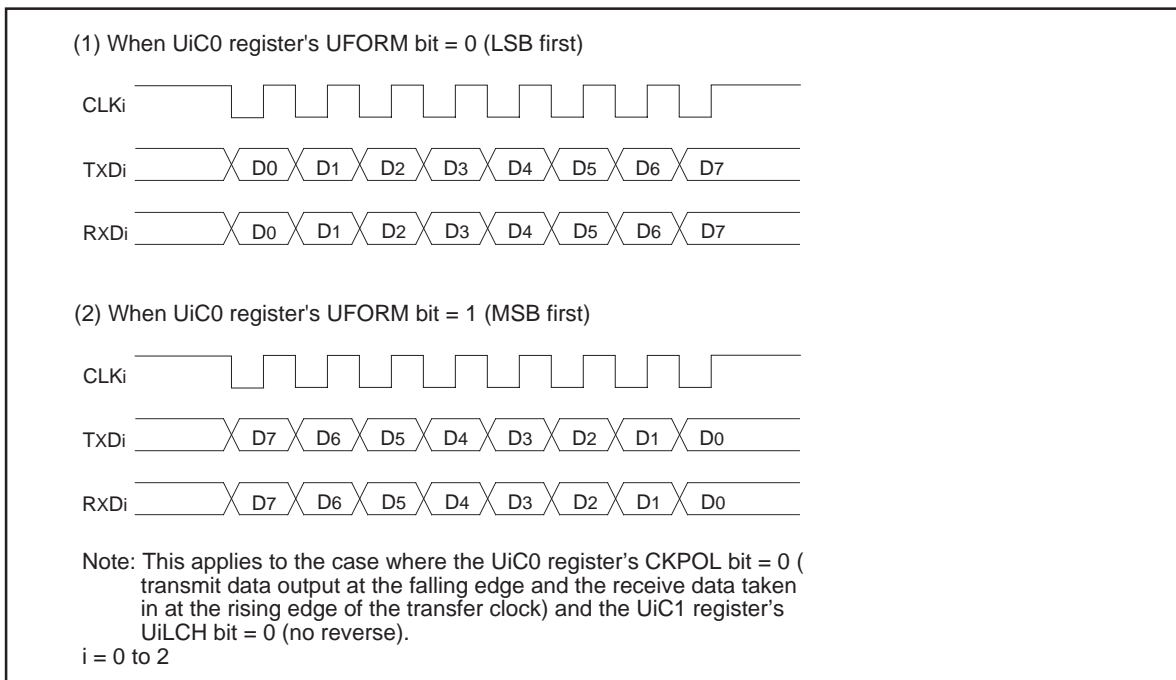 (1) When UiC0 register's UFORM bit = 0 (LSB first)
CLKi
TXDi D0 D1 D2 D3 D4 D5 D6 D7
RXDi D0 D1 D2 D3 D4 D5 D6 D7
(2) When UiC0 register's UFORM bit = 1 (MSB first)
CLKi
TXDi D7 D6 D5 D4 D3 D2 D1 D0
RXDi D7 D6 D5 D4 D3 D2 D1 D0
Note: This applies to the case where the UiC0 register's CKPOL bit = 0 (
transmit data output at the falling edge and the receive data taken
in at the rising edge of the transfer clock) and the UiC1 register's
UiLCH bit = 0 (no reverse).
i = 0 to 2